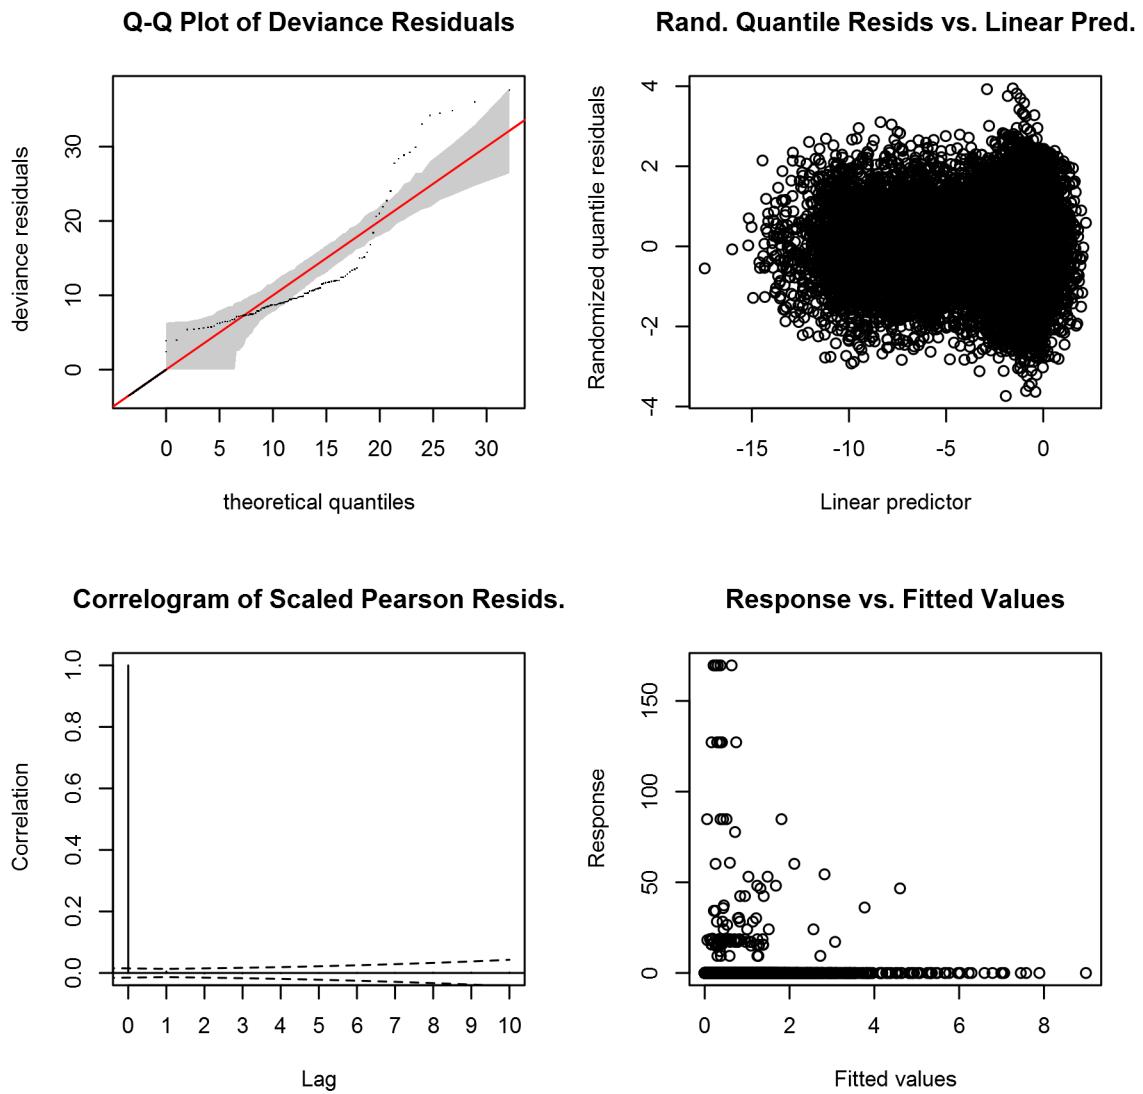 Q-Q Plot of Deviance Residuals
deviance residuals
0 10 20 30
0 5 10 15 20 25 30
theoretical quantiles
Rand. Quantile Resids vs. Linear Pred.
Randomized quantile residuals
-4 -2 0 2 4
-15 -10 -5 0
Linear predictor
Correlogram of Scaled Pearson Resids.
Correlation
0.0 0.2 0.4 0.6 0.8 1.0
0 1 2 3 4 5 6 7 8 9 10
Lag
Response vs. Fitted Values
Response
0 50 100 150
0 2 4 6 8
Fitted values